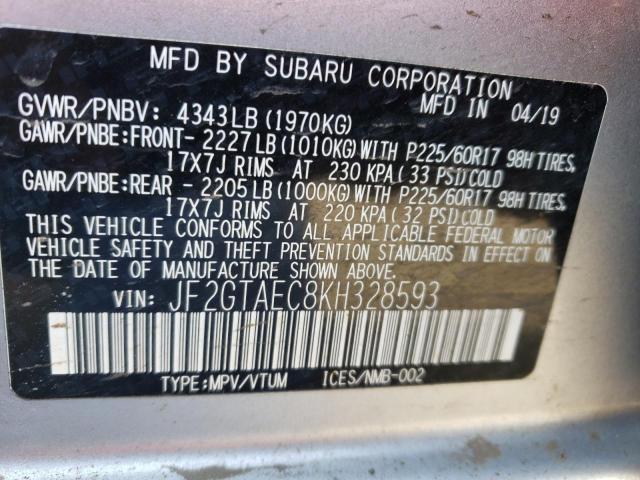 MFD BY SUBARU CORPORATION
GVWR/PNBV: 4343LB (1970KG) MFD IN 04/19
GAWR/PNBE:FRONT- 2227LB(1010KG)WITH P225/60R17 98H TIRES,
17X7J RIMS AT 230 KPA(33 PSI)COLD
GAWR/PNBE:REAR - 2205LB(1000KG)WITH P225/60R17 98H TIRES,
17X7J RIMS AT 220 KPA(32 PSI)COLD
THIS VEHICLE CONFORMS TO ALL APPLICABLE FEDERAL MOTOR
VEHICLE SAFETY AND THEFT PREVENTION STANDARDS IN EFFECT
ON THE DATE OF MANUFACTURE SHOWN ABOVE.
VIN: JF2GTAEC8KH328593
TYPE:MPV/VTUM ICES/NMB-002